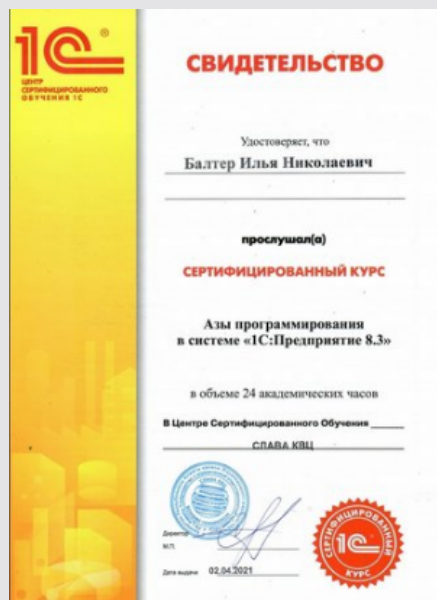 1С®
ЦЕНТР
СЕРТИФИЦИРОВАННОГО
ОБУЧЕНИЯ 1С
СВИДЕТЕЛЬСТВО
Удостоверяет, что
Балтер Илья Николаевич
прослушал(а)
СЕРТИФИЦИРОВАННЫЙ КУРС
Азы программирования
в системе «1С:Предприятие 8.3»
в объеме 24 академических часов
В Центре Сертифицированного Обучения
СЛАВА КВЦ
Директор
М.П.
Дата выдачи 02.04.2021
СЕРТИФИЦИРОВАННЫЙ
1С
КУРС